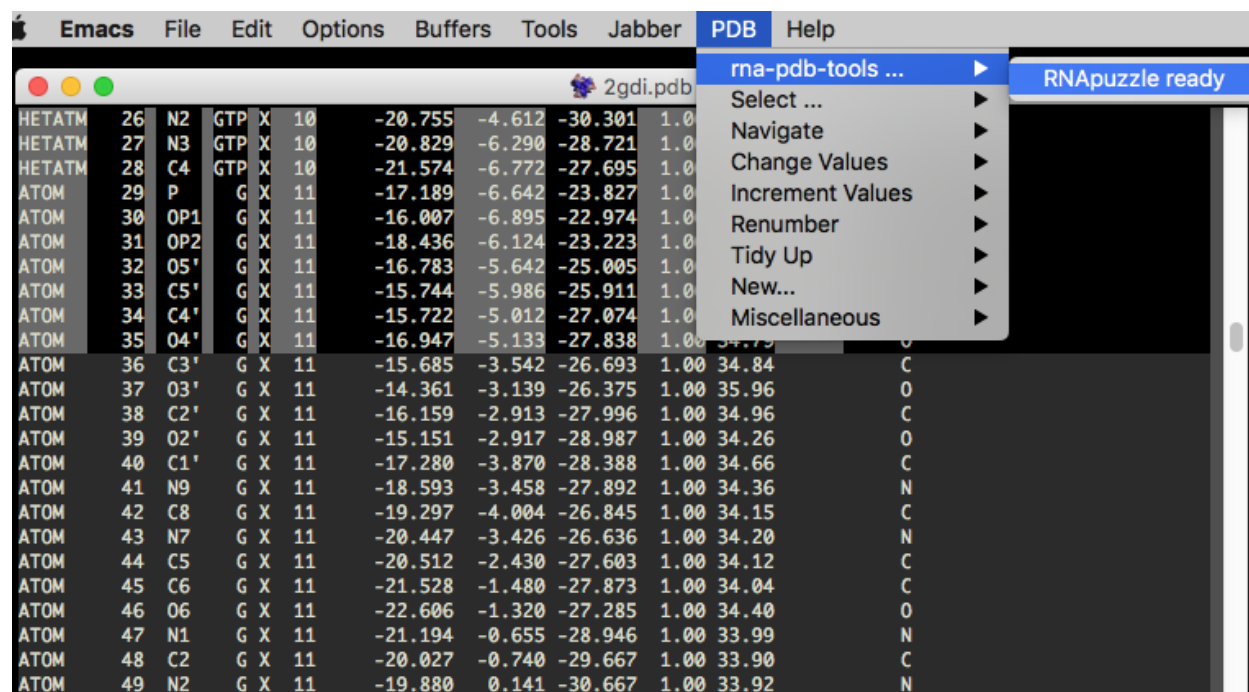 Emacs File Edit Options Buffers Tools Jabber PDB Help
rna-pdb-tools ...
RNApuzzle ready
Select ...
Navigate
Change Values
Increment Values
Renumber
Tidy Up
New...
Miscellaneous
2gdi.pdb
HETATM 26 N2 GTP X 10 -20.755 -4.612 -30.301 1.0
HETATM 27 N3 GTP X 10 -20.829 -6.290 -28.721 1.0
HETATM 28 C4 GTP X 10 -21.574 -6.772 -27.695 1.0
ATOM 29 P G X 11 -17.189 -6.642 -23.827 1.0
ATOM 30 OP1 G X 11 -16.007 -6.895 -22.974 1.0
ATOM 31 OP2 G X 11 -18.436 -6.124 -23.223 1.0
ATOM 32 O5' G X 11 -16.783 -5.642 -25.005 1.0
ATOM 33 C5' G X 11 -15.744 -5.986 -25.911 1.0
ATOM 34 C4' G X 11 -15.722 -5.012 -27.074 1.0
ATOM 35 O4' G X 11 -16.947 -5.133 -27.838 1.00 34.79 O
ATOM 36 C3' G X 11 -15.685 -3.542 -26.693 1.00 34.84 C
ATOM 37 O3' G X 11 -14.361 -3.139 -26.375 1.00 35.96 O
ATOM 38 C2' G X 11 -16.159 -2.913 -27.996 1.00 34.96 C
ATOM 39 O2' G X 11 -15.151 -2.917 -28.987 1.00 34.26 O
ATOM 40 C1' G X 11 -17.280 -3.870 -28.388 1.00 34.66 C
ATOM 41 N9 G X 11 -18.593 -3.458 -27.892 1.00 34.36 N
ATOM 42 C8 G X 11 -19.297 -4.004 -26.845 1.00 34.15 C
ATOM 43 N7 G X 11 -20.447 -3.426 -26.636 1.00 34.20 N
ATOM 44 C5 G X 11 -20.512 -2.430 -27.603 1.00 34.12 C
ATOM 45 C6 G X 11 -21.528 -1.480 -27.873 1.00 34.04 C
ATOM 46 O6 G X 11 -22.606 -1.320 -27.285 1.00 34.40 O
ATOM 47 N1 G X 11 -21.194 -0.655 -28.946 1.00 33.99 N
ATOM 48 C2 G X 11 -20.027 -0.740 -29.667 1.00 33.90 C
ATOM 49 N2 G X 11 -19.880 0.141 -30.667 1.00 33.92 N